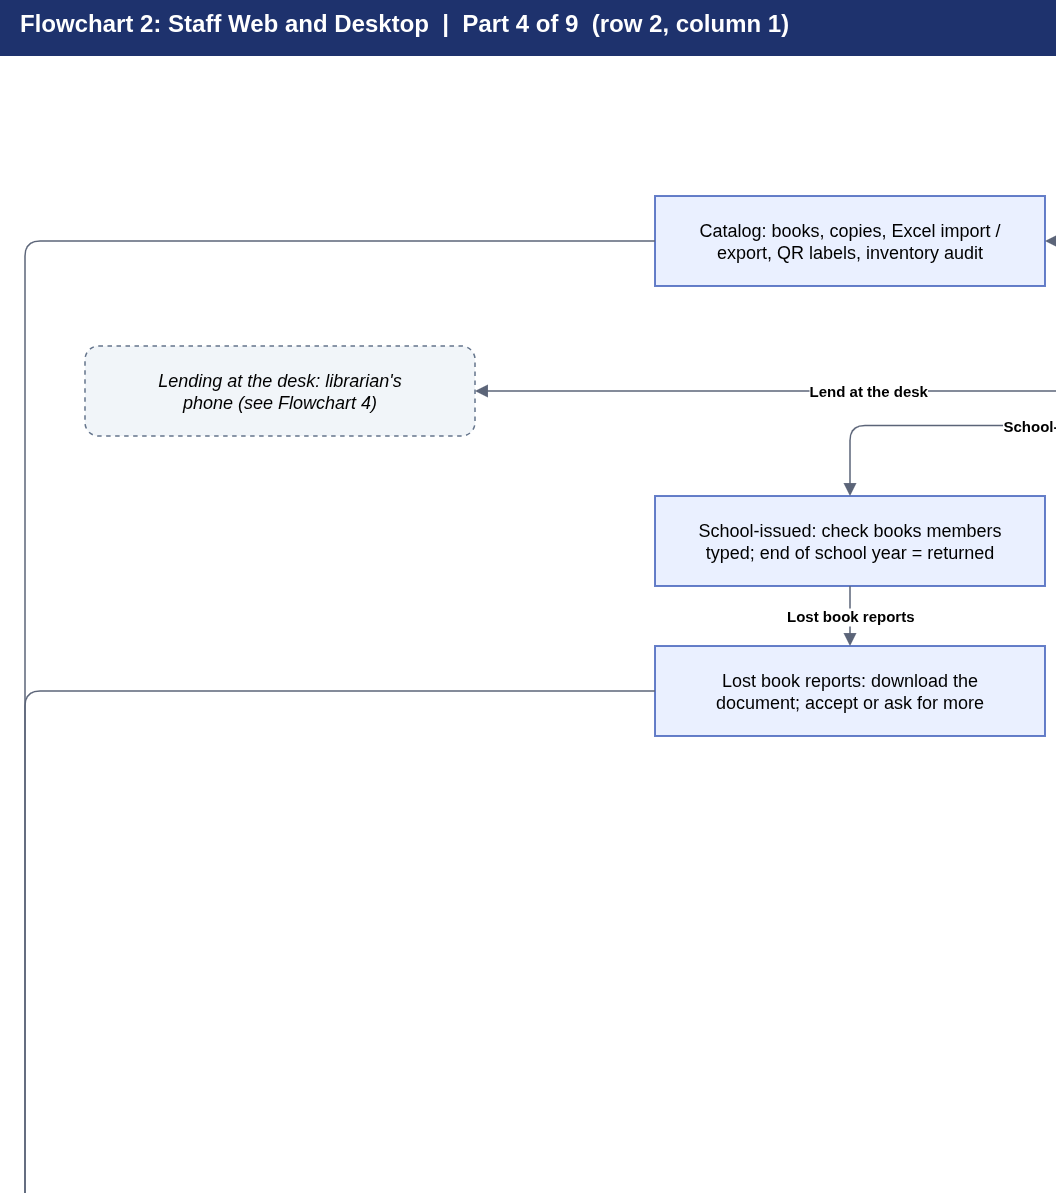 Flowchart 2: Staff Web and Desktop | Part 4 of 9 (row 2, column 1)
Catalog: books, copies, Excel import /
export, QR labels, inventory audit
Lending at the desk: librarian's
phone (see Flowchart 4)
Lend at the desk
School-
School-issued: check books members
typed; end of school year = returned
Lost book reports
Lost book reports: download the
document; accept or ask for more